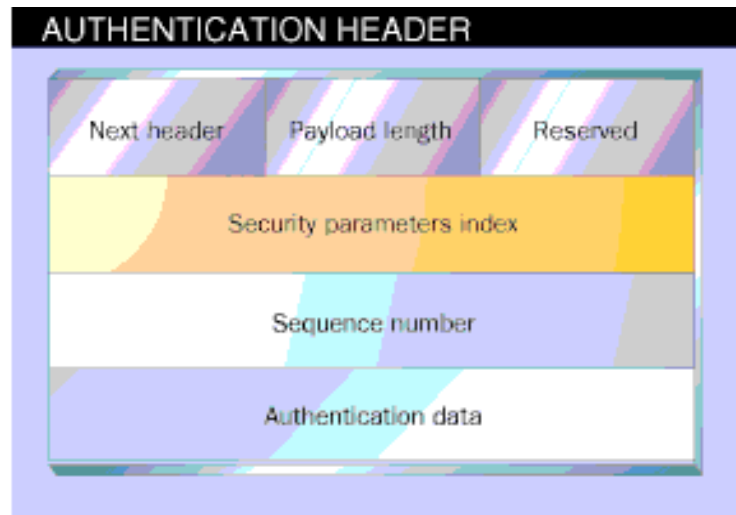 AUTHENTICATION HEADER
Next header Payload length Reserved
Security parameters index
Sequence number
Authentication data